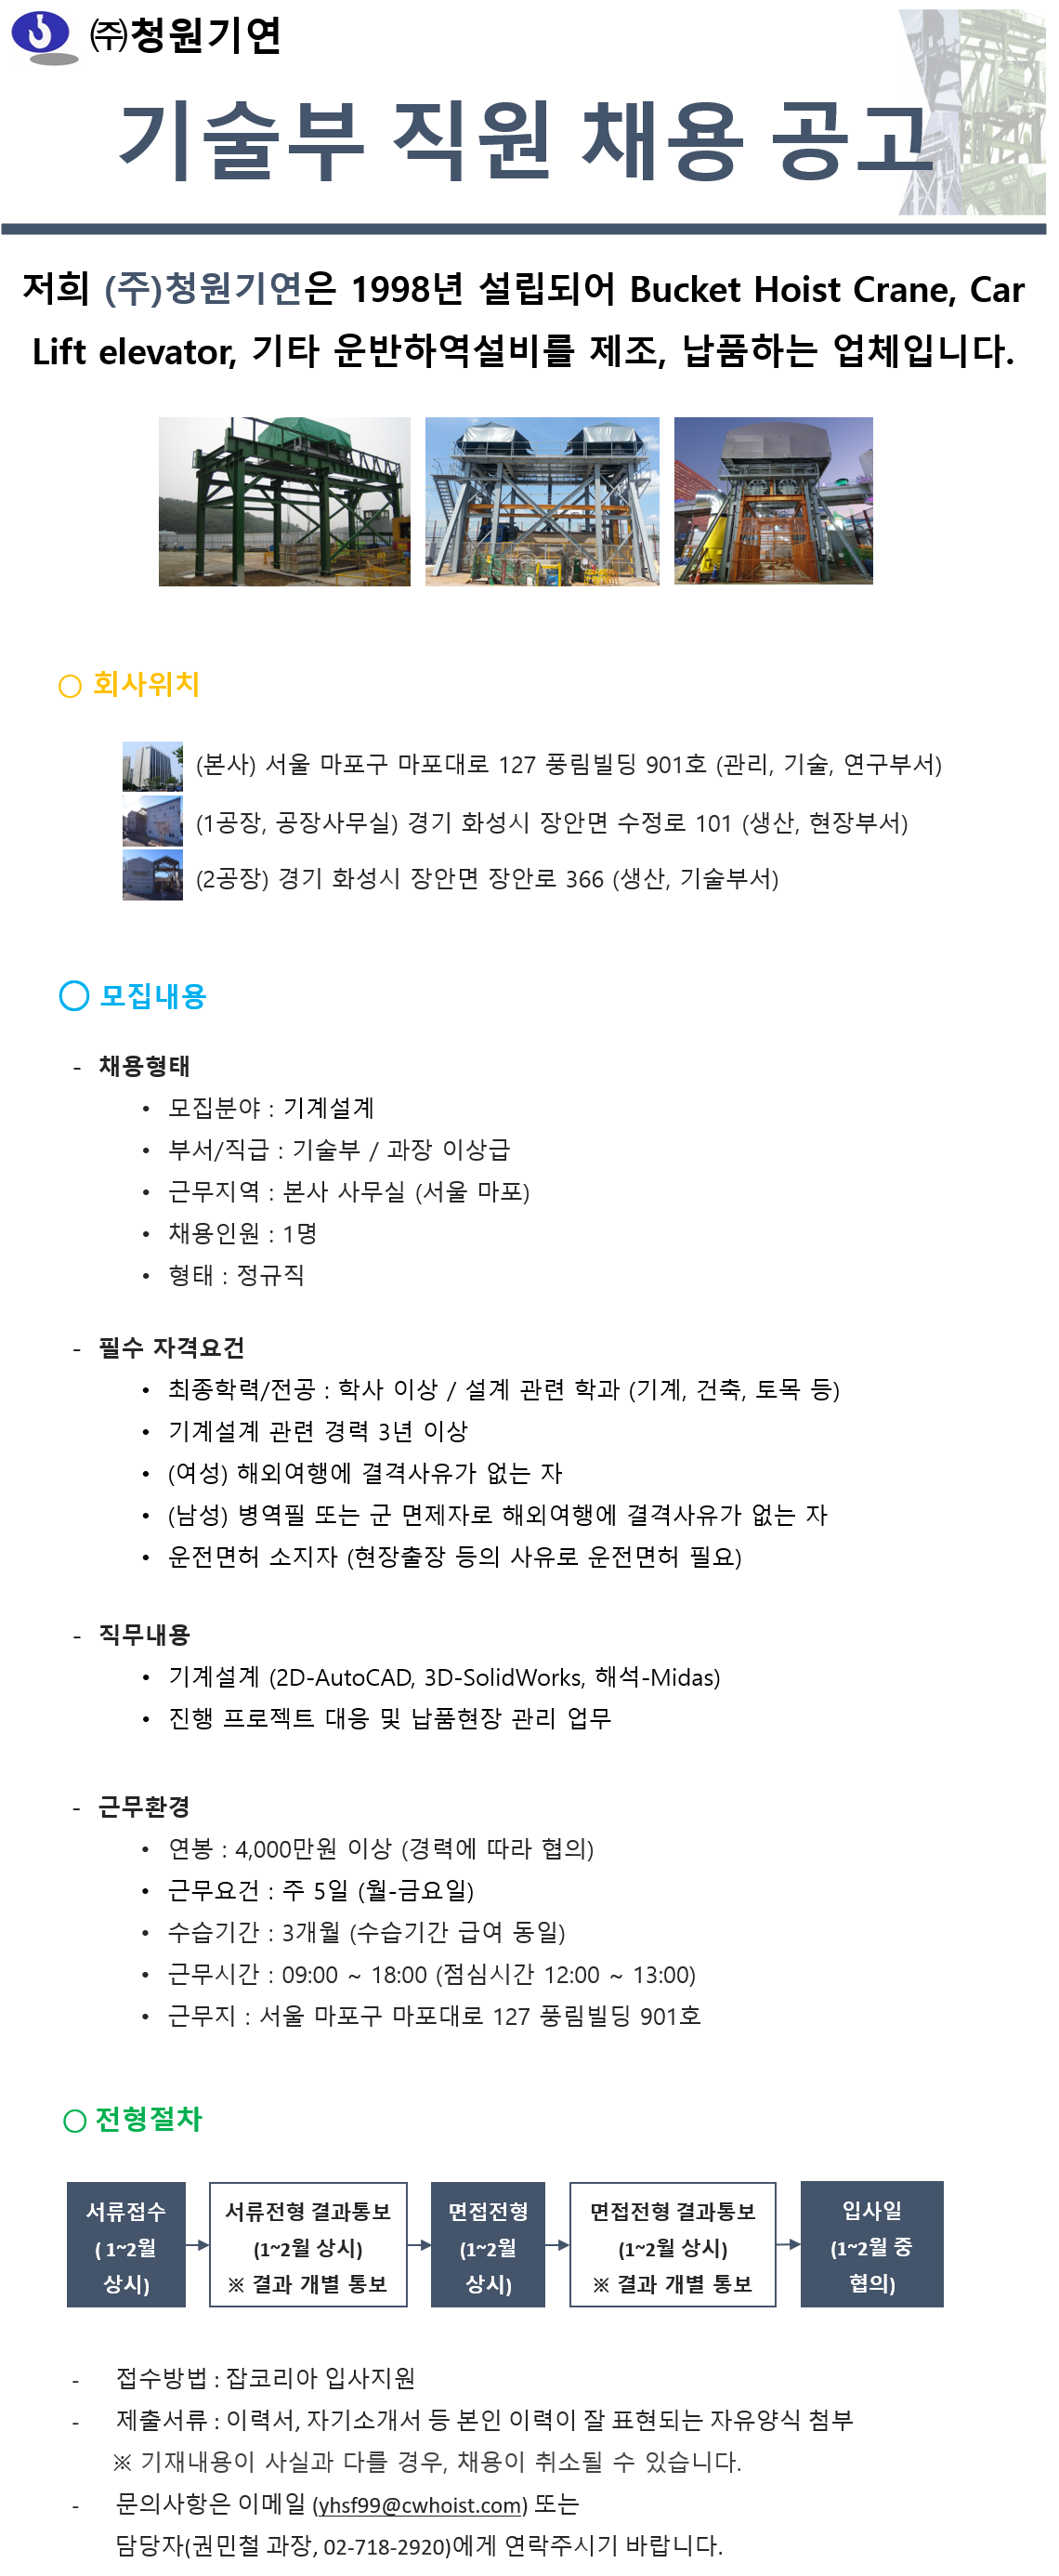 ㈜청원기연
기술부 직원 채용 공고
저희 (주)청원기연은 1998년 설립되어 Bucket Hoist Crane, Car
Lift elevator, 기타 운반하역설비를 제조, 납품하는 업체입니다.
○ 회사위치
(본사) 서울 마포구 마포대로 127 풍림빌딩 901호 (관리, 기술, 연구부서)
(1공장, 공장사무실) 경기 화성시 장안면 수정로 101 (생산, 현장부서)
(2공장) 경기 화성시 장안면 장안로 366 (생산, 기술부서)
○ 모집내용
- 채용형태
• 모집분야 : 기계설계
• 부서/직급 : 기술부 / 과장 이상급
• 근무지역 : 본사 사무실 (서울 마포)
• 채용인원 : 1명
• 형태 : 정규직
- 필수 자격요건
• 최종학력/전공 : 학사 이상 / 설계 관련 학과 (기계, 건축, 토목 등)
• 기계설계 관련 경력 3년 이상
• (여성) 해외여행에 결격사유가 없는 자
• (남성) 병역필 또는 군 면제자로 해외여행에 결격사유가 없는 자
• 운전면허 소지자 (현장출장 등의 사유로 운전면허 필요)
- 직무내용
• 기계설계 (2D-AutoCAD, 3D-SolidWorks, 해석-Midas)
• 진행 프로젝트 대응 및 납품현장 관리 업무
- 근무환경
• 연봉 : 4,000만원 이상 (경력에 따라 협의)
• 근무요건 : 주 5일 (월-금요일)
• 수습기간 : 3개월 (수습기간 급여 동일)
• 근무시간 : 09:00 ~ 18:00 (점심시간 12:00 ~ 13:00)
• 근무지 : 서울 마포구 마포대로 127 풍림빌딩 901호
○ 전형절차
서류접수
( 1~2월
상시)
서류전형 결과통보
(1~2월 상시)
※ 결과 개별 통보
면접전형
(1~2월
상시)
면접전형 결과통보
(1~2월 상시)
※ 결과 개별 통보
입사일
(1~2월 중
협의)
- 접수방법 : 잡코리아 입사지원
- 제출서류 : 이력서, 자기소개서 등 본인 이력이 잘 표현되는 자유양식 첨부
※ 기재내용이 사실과 다를 경우, 채용이 취소될 수 있습니다.
- 문의사항은 이메일 (yhsf99@cwhoist.com) 또는
담당자(권민철 과장, 02-718-2920)에게 연락주시기 바랍니다.